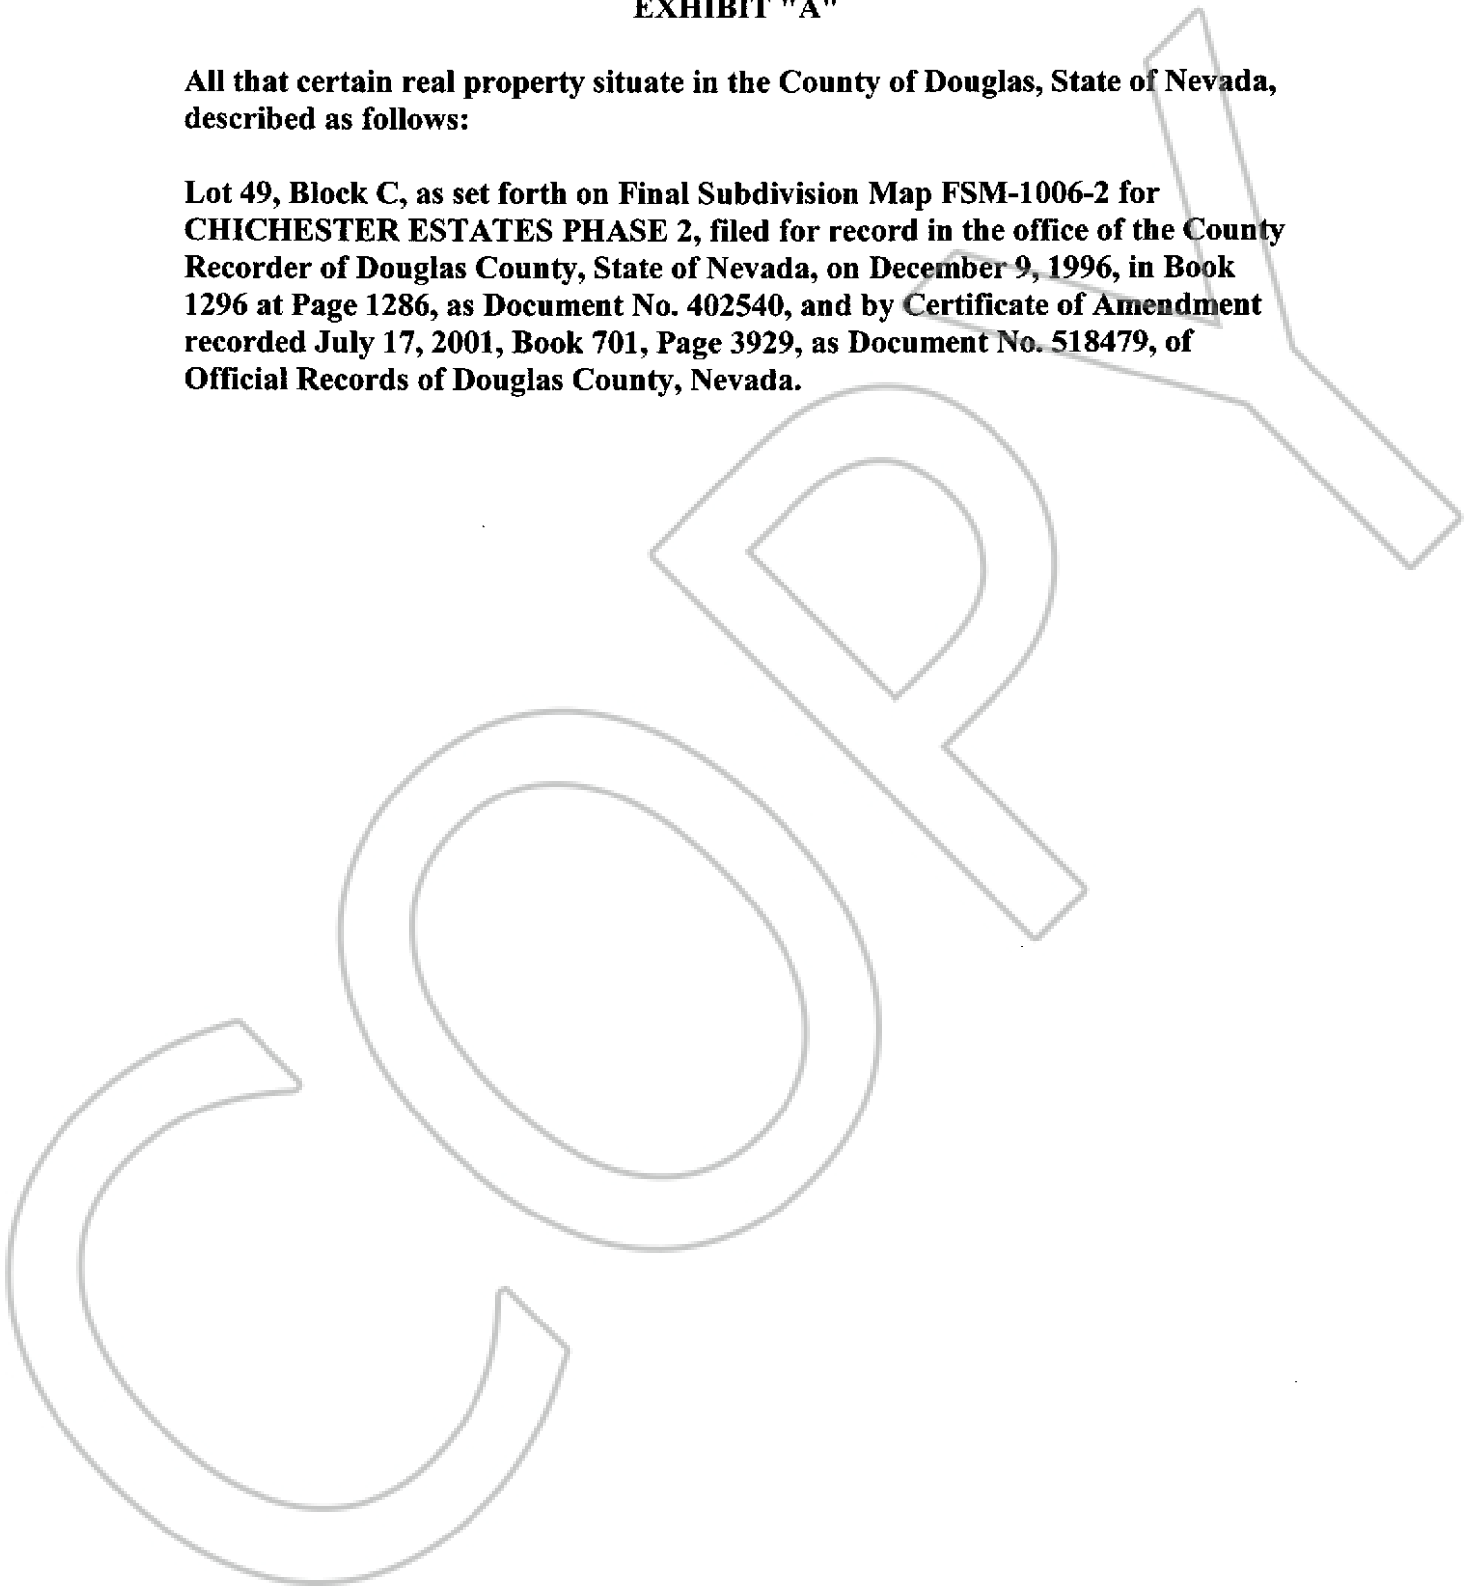 EXHIBIT "A"
All that certain real property situate in the County of Douglas, State of Nevada,
described as follows:
Lot 49, Block C, as set forth on Final Subdivision Map FSM-1006-2 for
CHICHESTER ESTATES PHASE 2, filed for record in the office of the County
Recorder of Douglas County, State of Nevada, on December 9, 1996, in Book
1296 at Page 1286, as Document No. 402540, and by Certificate of Amendment
recorded July 17, 2001, Book 701, Page 3929, as Document No. 518479, of
Official Records of Douglas County, Nevada.
COPY